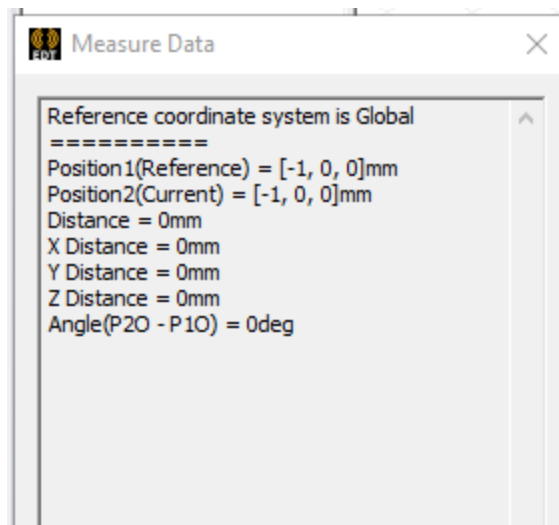 EDT
Measure Data
Reference coordinate system is Global
==========
Position1(Reference) = [-1, 0, 0]mm
Position2(Current) = [-1, 0, 0]mm
Distance = 0mm
X Distance = 0mm
Y Distance = 0mm
Z Distance = 0mm
Angle(P2O - P1O) = 0deg